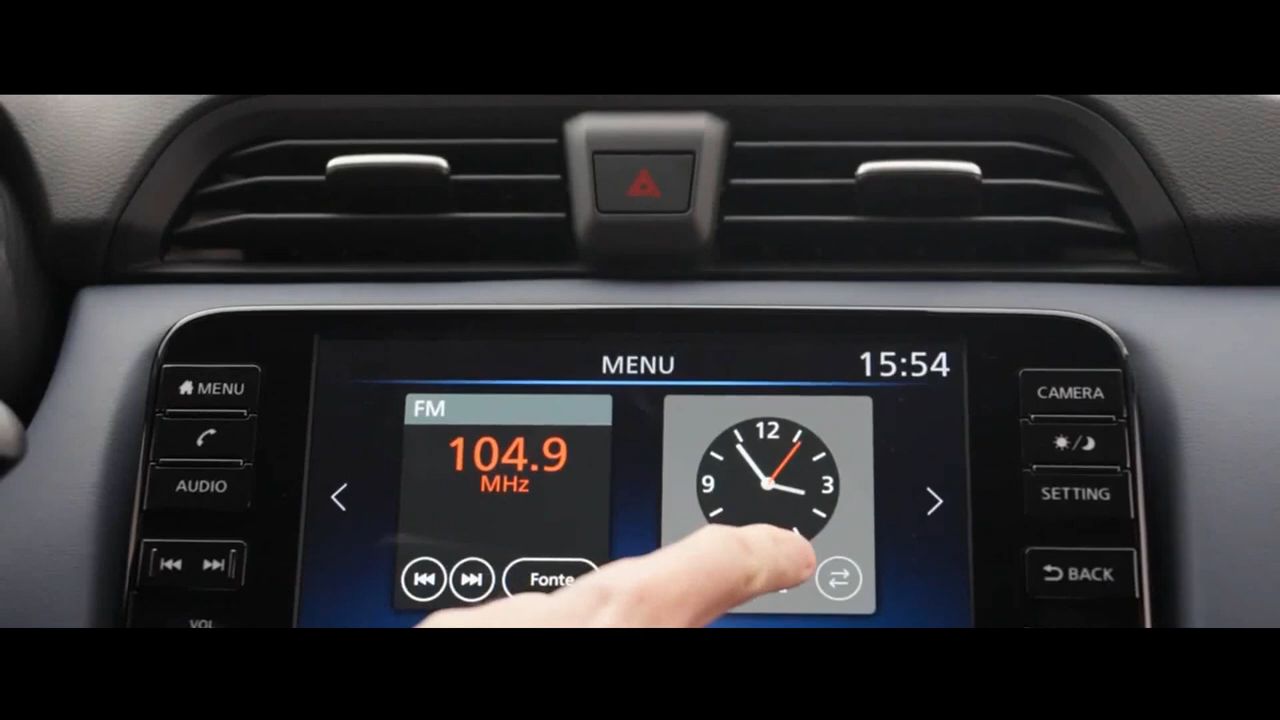 MENU
15:54
MENU
AUDIO
VOL
FM
104.9
MHz
Fonte
12
9
3
CAMERA
SETTING
BACK